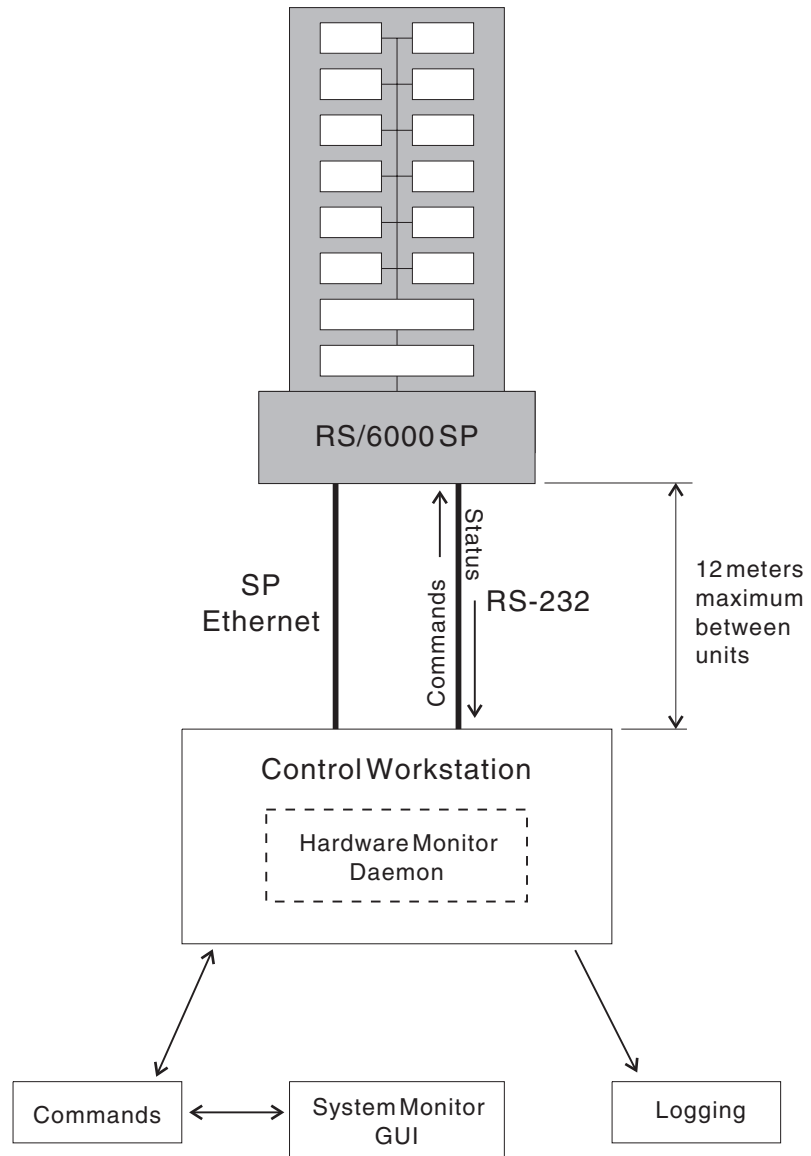 RS/6000 SP
SP
Ethernet
Commands
Status
RS-232
12 meters
maximum
between
units
Control Workstation
Hardware Monitor
Daemon
Commands
System Monitor
GUI
Logging